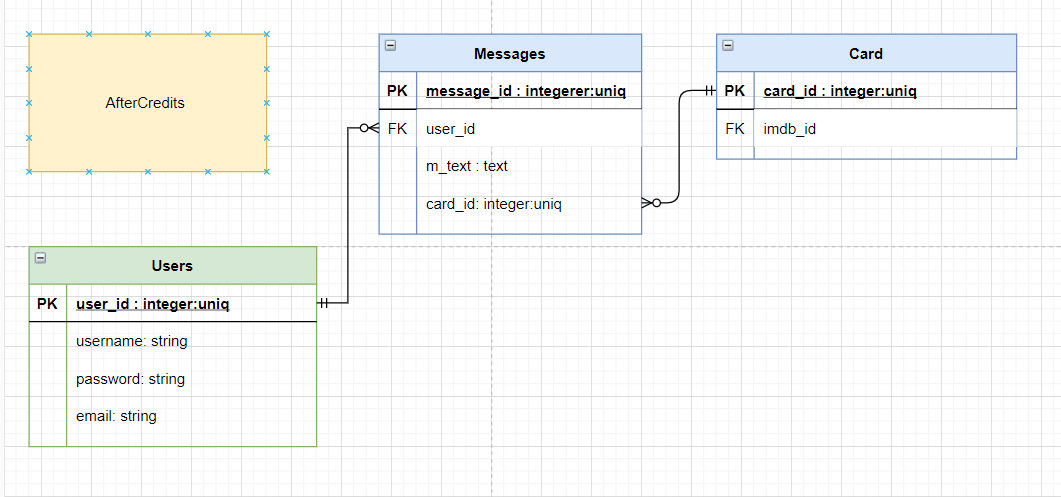 AfterCredits
Messages
PK message_id : integerer:uniq
FK user_id
m_text : text
card_id: integer:uniq
Card
PK card_id : integer:uniq
FK imdb_id
Users
PK user_id : integer:uniq
username: string
password: string
email: string